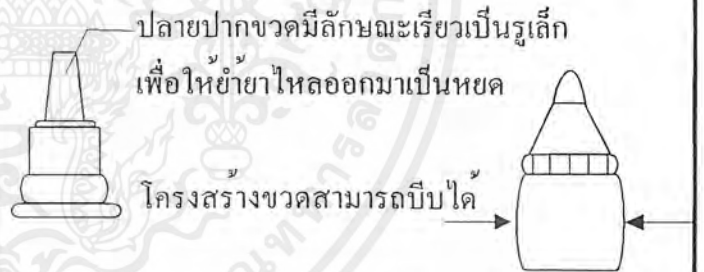 ปลายปากขวดมีลักษณะเรียวเป็นรูเล็ก
เพื่อให้ย้ำยาไหลออกมาเป็นหยด
โครงสร้างขวดสามารถบีบได้